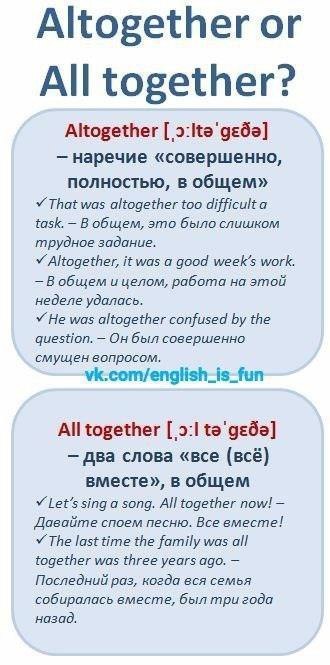 Altogether or
All together?
Altogether [ˌɔːltəˈɡɛðə]
– наречие «совершенно,
полностью, в общем»
✓That was altogether too difficult a
task. – В общем, это было слишком
трудное задание.
✓Altogether, it was a good week's work.
– В общем и целом, работа на этой
неделе удалась.
✓He was altogether confused by the
question. – Он был совершенно
смущен вопросом.
vk.com/english_is_fun
All together [ˌɔːl təˈɡɛðə]
– два слова «все (всё)
вместе», в общем
✓Let's sing a song. All together now! –
Давайте споем песню. Все вместе!
✓The last time the family was all
together was three years ago. –
Последний раз, когда вся семья
собиралась вместе, был три года
назад.